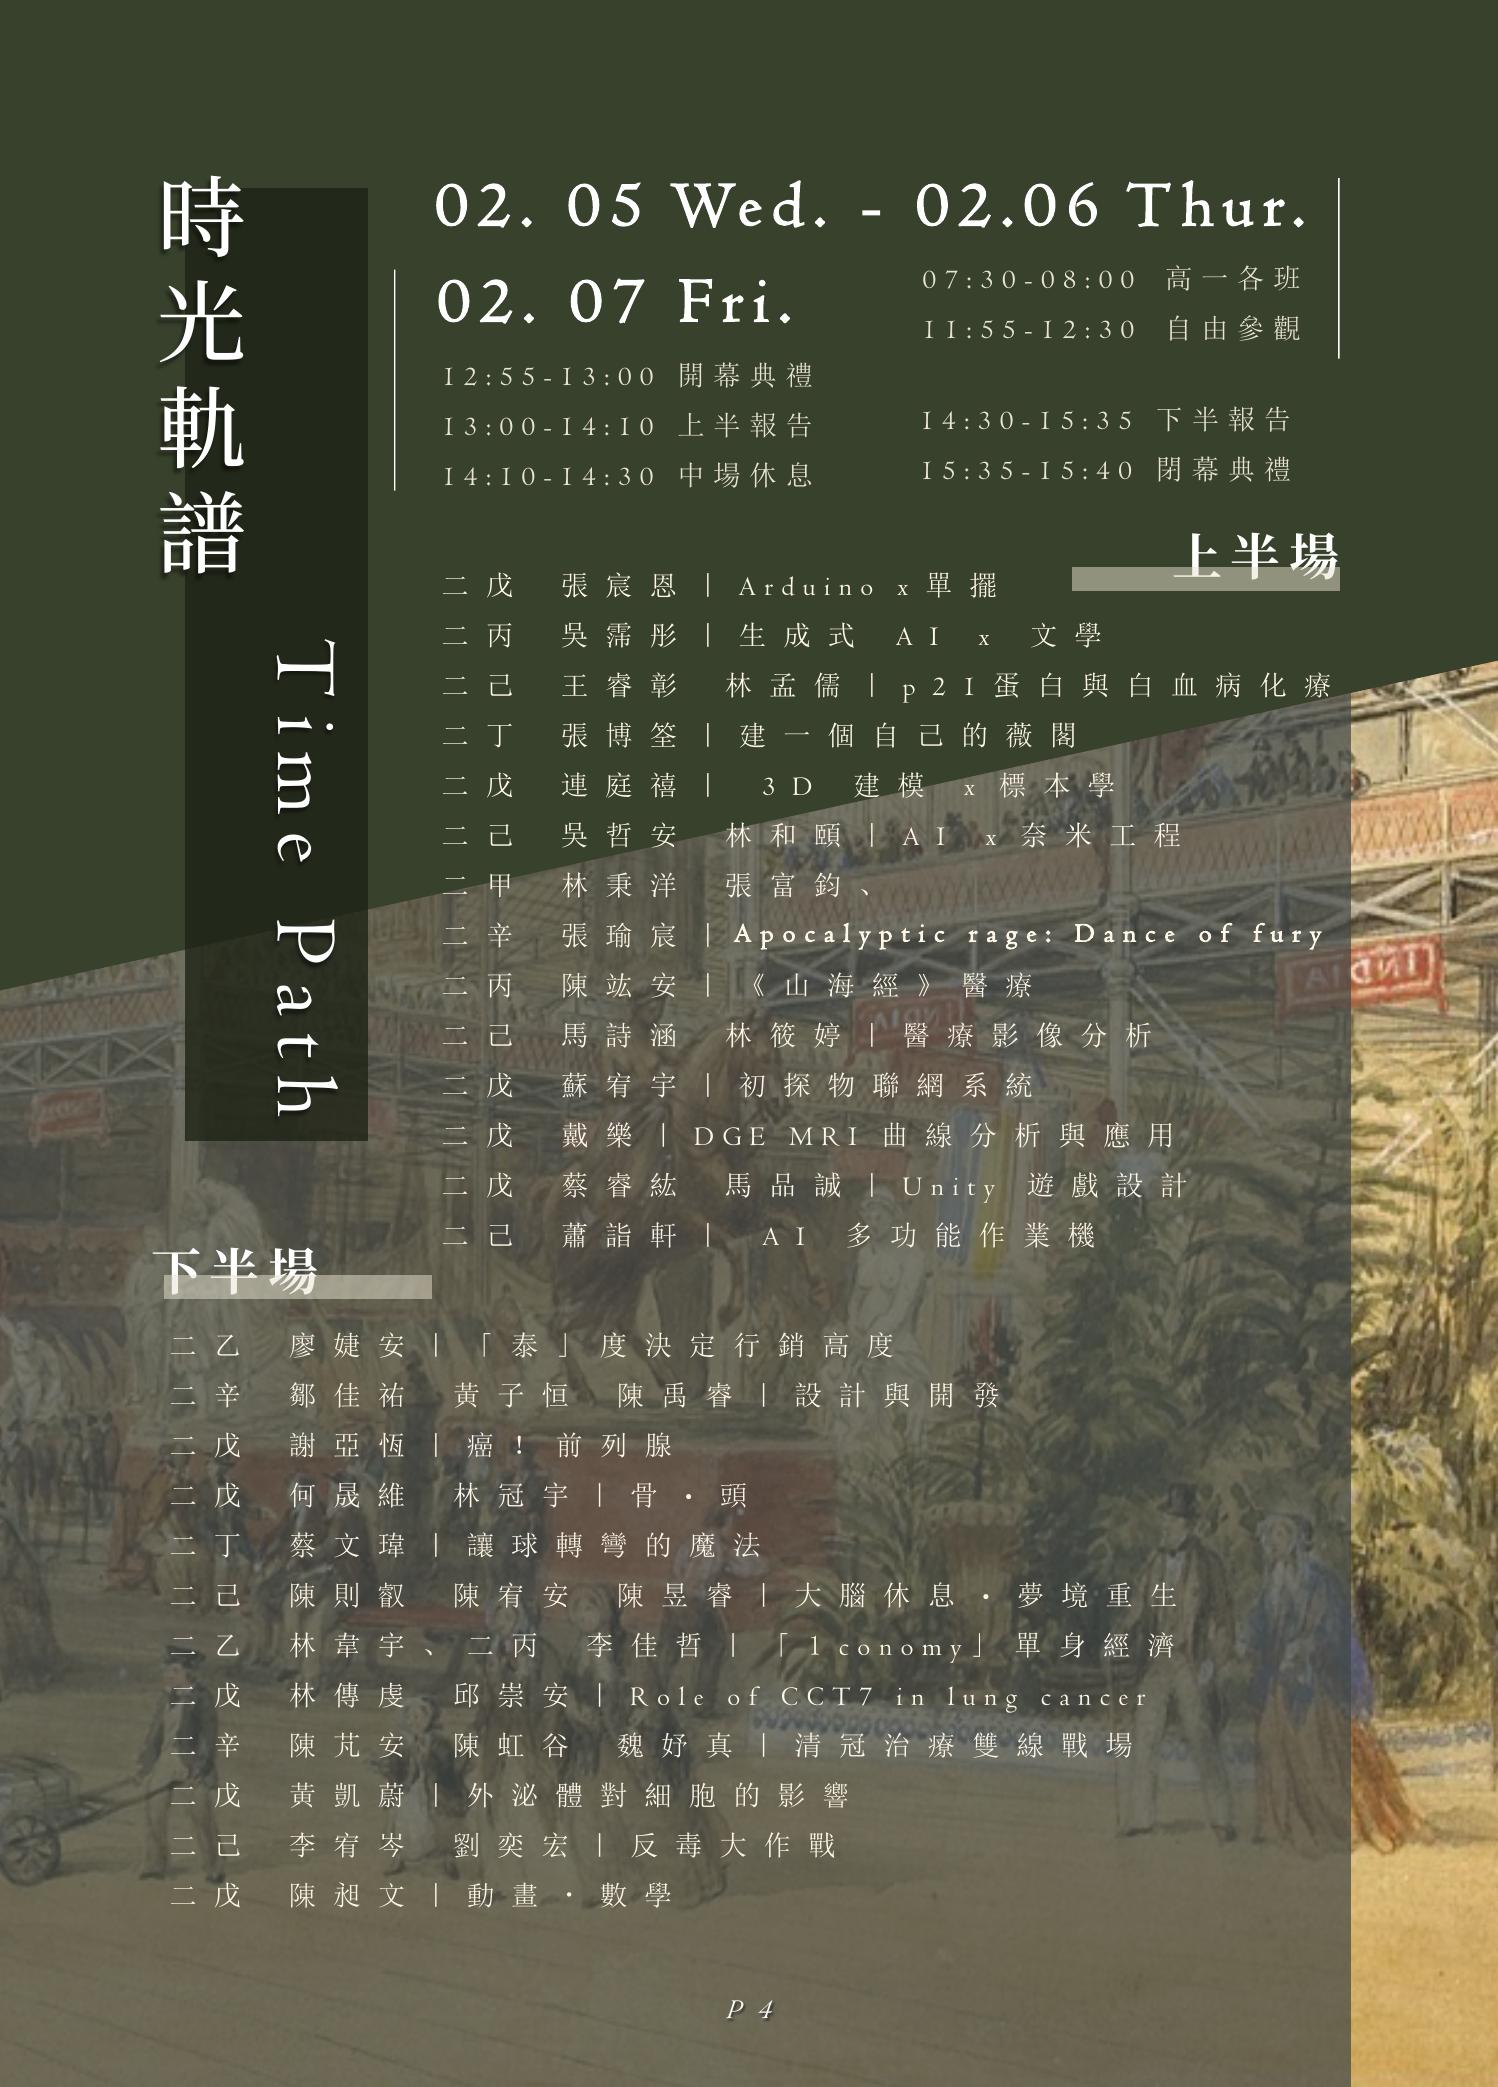 時光軌譜
Time Path
02. 05 Wed. - 02.06 Thur.
07:30-08:00 高一各班
11:55-12:30 自由參觀
02. 07 Fri.
12:55-13:00 開幕典禮
13:00-14:10 上半報告
14:10-14:30 中場休息
14:30-15:35 下半報告
15:35-15:40 閉幕典禮
上半場
二戊 張宸恩 | Arduino x 單擺
二丙 吳霈彤 | 生成式 AI x 文學
二己 王睿彰 林孟儒 | p21蛋白與白血病化療
二丁 張博筌 | 建一個自己的薇閣
二戊 連庭禧 | 3D 建模 x 標本學
二己 吳哲安 林和頤 | AI x 奈米工程
二甲 林秉洋 張富鈞、
二辛 張瑜宸 | Apocalyptic rage: Dance of fury
二丙 陳竑安 | 《山海經》醫療
二己 馬詩涵 林筱婷 | 醫療影像分析
二戊 蘇宥宇 | 初探物聯網系統
二戊 戴樂 | DGE MRI 曲線分析與應用
二戊 蔡睿紘 馬品誠 | Unity 遊戲設計
二己 蕭詣軒 | AI 多功能作業機
下半場
二乙 廖婕安 | 「泰」度決定行銷高度
二辛 鄒佳祐 黃子恒 陳禹睿 | 設計與開發
二戊 謝亞恆 | 癌！前列腺
二戊 何晟維 林冠宇 | 骨・頭
二丁 蔡文瑋 | 讓球轉彎的魔法
二己 陳則叡 陳宥安 陳昱睿 | 大腦休息・夢境重生
二乙 林韋宇、二丙 李佳哲 | 「1conomy」單身經濟
二戊 林傳虔 邱崇安 | Role of CCT7 in lung cancer
二辛 陳芃安 陳虹谷 魏妤真 | 清冠治療雙線戰場
二戊 黃凱蔚 | 外泌體對細胞的影響
二己 李宥岑 劉奕宏 | 反毒大作戰
二戊 陳昶文 | 動畫・數學
P 4